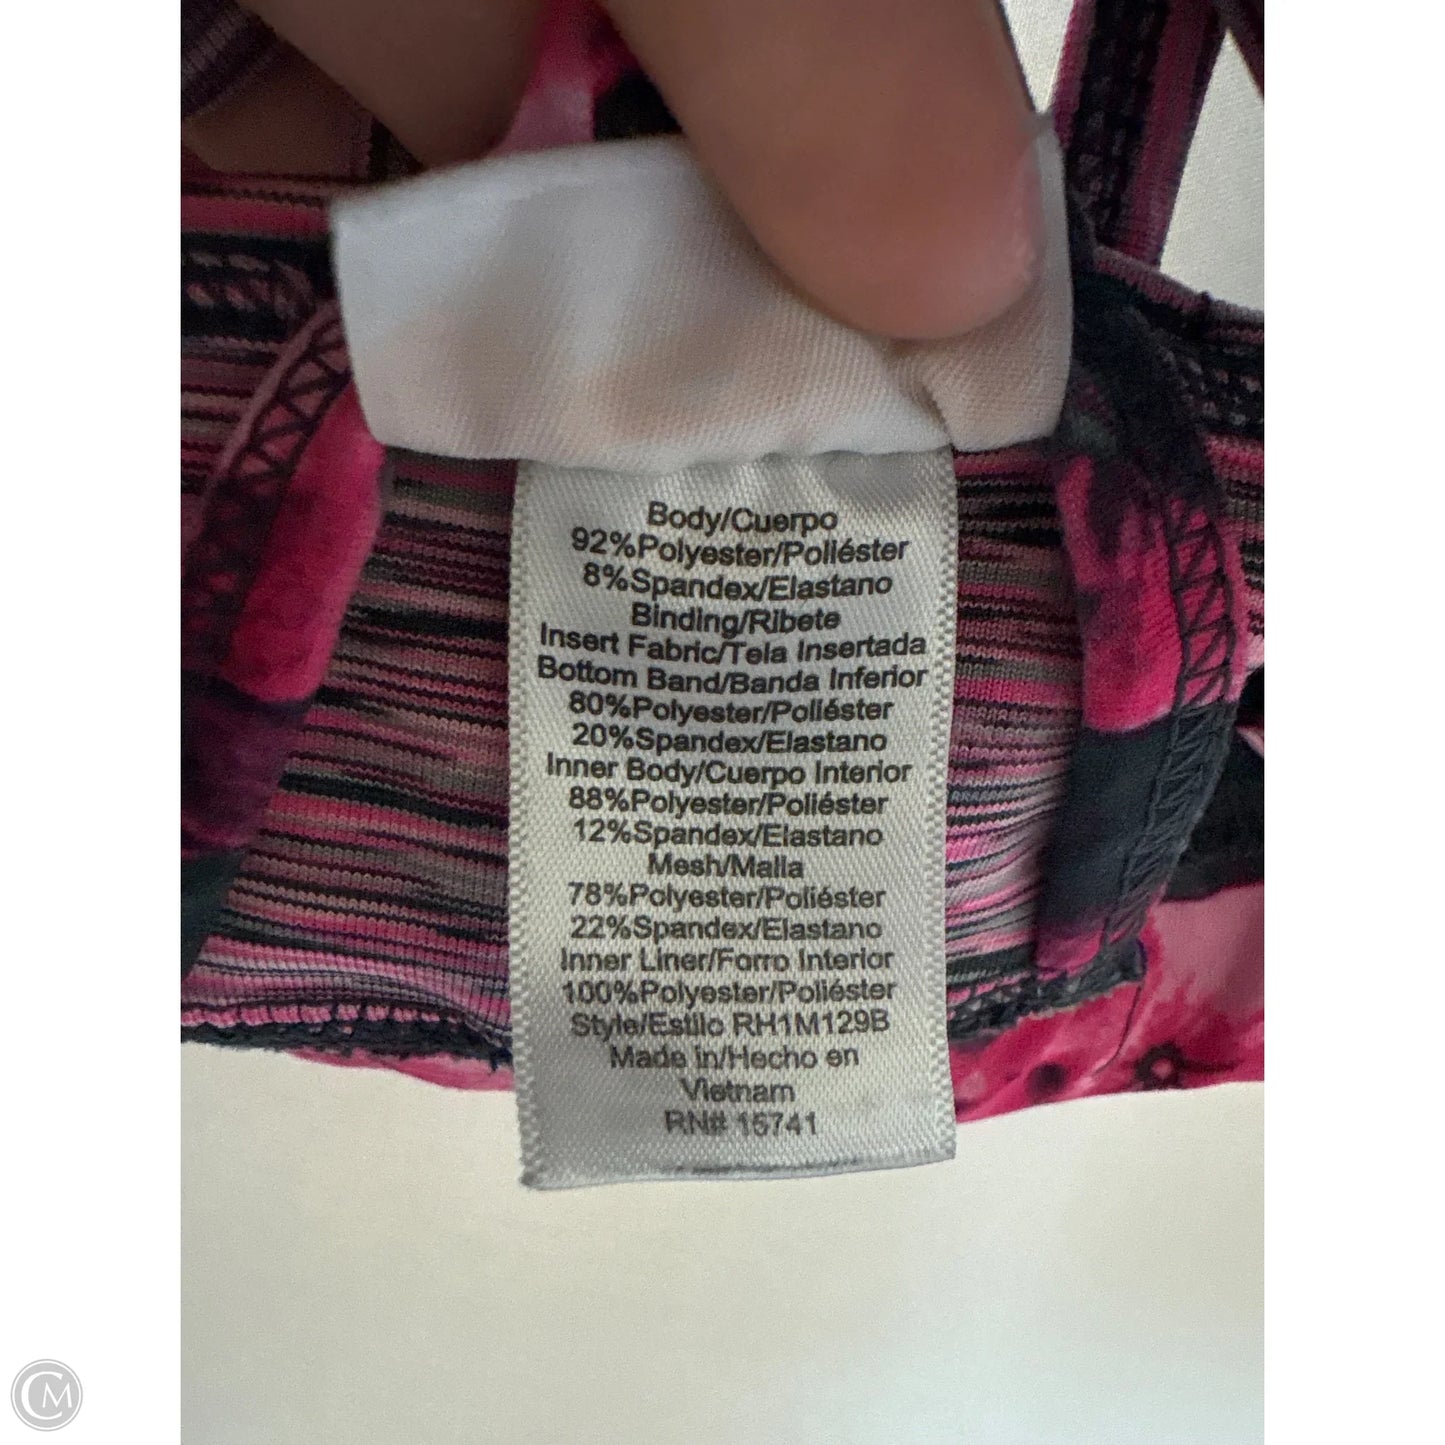 Body/Cuerpo
92%Polyester/Poliéster
8%Spandex/Elastano
Binding/Ribete
Insert Fabric/Tela Insertada
Bottom Band/Banda Inferior
80%Polyester/Poliéster
20%Spandex/Elastano
Inner Body/Cuerpo Interior
88%Polyester/Poliéster
12%Spandex/Elastano
Mesh/Malla
78%Polyester/Poliéster
22%Spandex/Elastano
Inner Liner/Forro Interior
100%Polyester/Poliéster
Style/Estilo RH1M129B
Made in/Hecho en
Vietnam
RN# 15741
CM